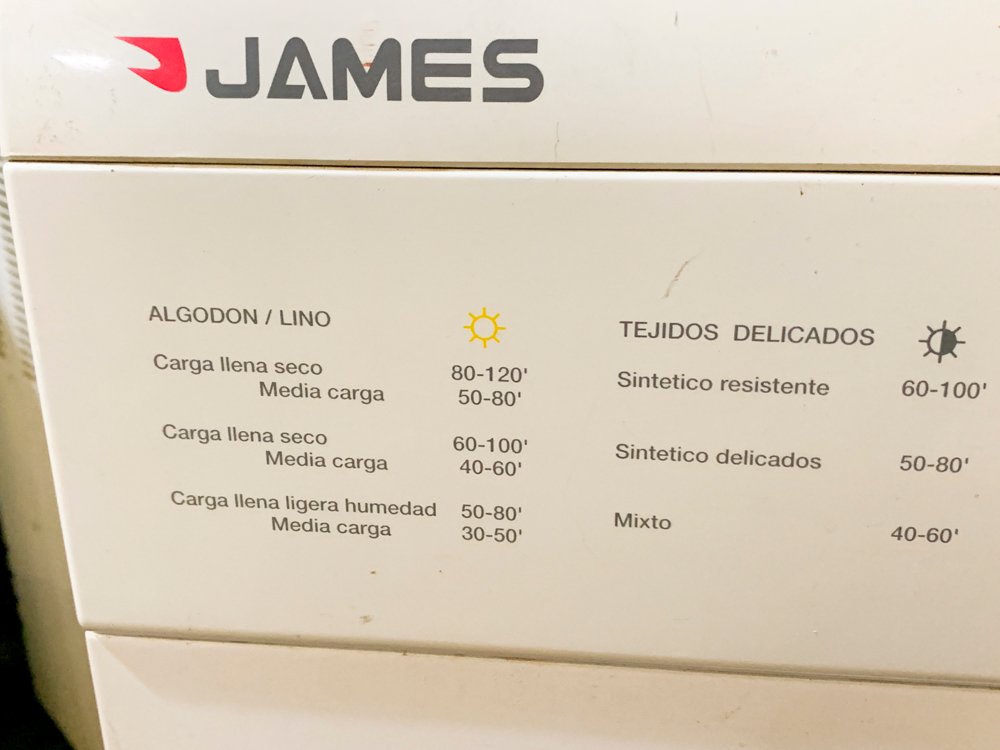 JAMES
ALGODON / LINO
Carga llena seco 80-120'
Media carga 50-80'
Carga llena seco 60-100'
Media carga 40-60'
Carga llena ligera humedad 50-80'
Media carga 30-50'
TEJIDOS DELICADOS
Sintetico resistente 60-100'
Sintetico delicados 50-80'
Mixto 40-60'